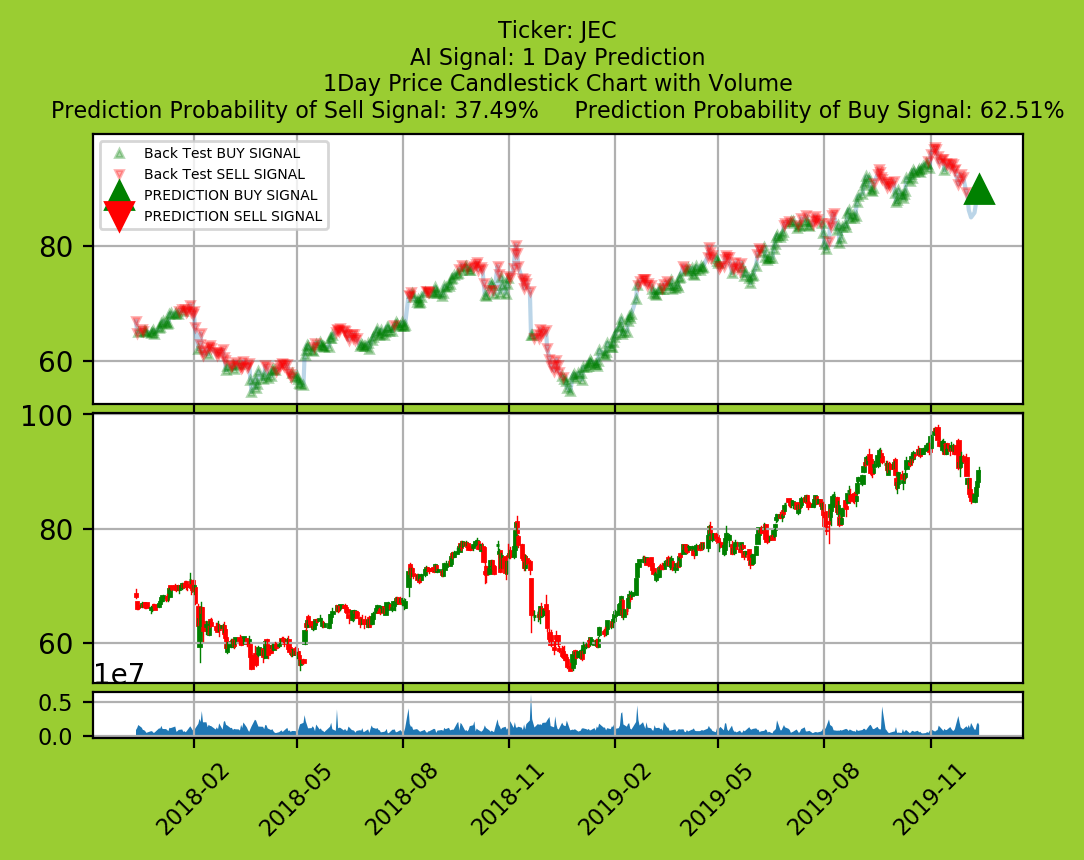 Ticker: JEC
AI Signal: 1 Day Prediction
1Day Price Candlestick Chart with Volume
Prediction Probability of Sell Signal: 37.49%     Prediction Probability of Buy Signal: 62.51%
Back Test BUY SIGNAL
Back Test SELL SIGNAL
PREDICTION BUY SIGNAL
PREDICTION SELL SIGNAL
80
60
100
80
60
1e7
0.5
0.0
2018-02
2018-05
2018-08
2018-11
2019-02
2019-05
2019-08
2019-11